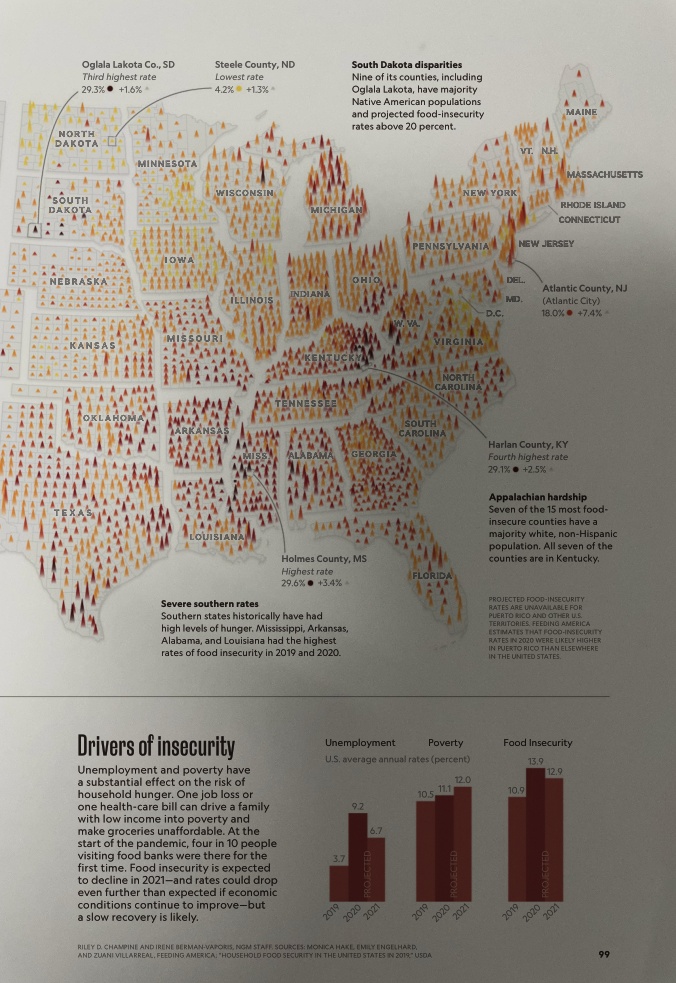 Oglala Lakota Co., SD
Third highest rate
29.3% +1.6%
Steele County, ND
Lowest rate
4.2% +1.3%
South Dakota disparities
Nine of its counties, including
Oglala Lakota, have majority
Native American populations
and projected food-insecurity
rates above 20 percent.
MAINE
NORTH
DAKOTA
MINNESOTA
VT.
N.H.
WISCONSIN
MASSACHUSETTS
SOUTH
DAKOTA
MICHIGAN
NEW YORK
RHODE ISLAND
CONNECTICUT
IOWA
PENNSYLVANIA
NEW JERSEY
NEBRASKA
ILLINOIS
INDIANA
OHIO
DEL.
MD.
D.C.
Atlantic County, NJ
(Atlantic City)
18.0% +7.4%
KANSAS
MISSOURI
W.VA.
VIRGINIA
KENTUCKY
NORTH
CAROLINA
OKLAHOMA
ARKANSAS
TENNESSEE
SOUTH
CAROLINA
Harlan County, KY
Fourth highest rate
29.1% +2.5%
MISS.
ALABAMA
GEORGIA
TEXAS
LOUISIANA
Appalachian hardship
Seven of the 15 most food-
insecure counties have a
majority white, non-Hispanic
population. All seven of the
counties are in Kentucky.
Holmes County, MS
Highest rate
29.6% +3.4%
FLORIDA
Severe southern rates
Southern states historically have had
high levels of hunger. Mississippi, Arkansas,
Alabama, and Louisiana had the highest
rates of food insecurity in 2019 and 2020.
PROJECTED FOOD-INSECURITY
RATES ARE UNAVAILABLE FOR
PUERTO RICO AND OTHER U.S.
TERRITORIES. FEEDING AMERICA
ESTIMATES THAT FOOD-INSECURITY
RATES IN 2020 WERE LIKELY HIGHER
IN PUERTO RICO THAN ELSEWHERE
IN THE UNITED STATES.
Drivers of insecurity
Unemployment and poverty have
a substantial effect on the risk of
household hunger. One job loss or
one health-care bill can drive a family
with low income into poverty and
make groceries unaffordable. At the
start of the pandemic, four in 10 people
visiting food banks were there for the
first time. Food insecurity is expected
to decline in 2021—and rates could drop
even further than expected if economic
conditions continue to improve—but
a slow recovery is likely.
Unemployment
Poverty
Food Insecurity
U.S. average annual rates (percent)
3.7
9.2
6.7
PROJECTED
2019
2020
2021
10.5
11.1
12.0
PROJECTED
2019
2020
2021
10.9
13.9
12.9
PROJECTED
2019
2020
2021
RILEY D. CHAMPINE AND IRENE BERMAN-VAPORIS, NGM STAFF. SOURCES: MONICA HAKE, EMILY ENGELHARD,
AND ZUANI VILLARREAL, FEEDING AMERICA; "HOUSEHOLD FOOD SECURITY IN THE UNITED STATES IN 2019," USDA
99